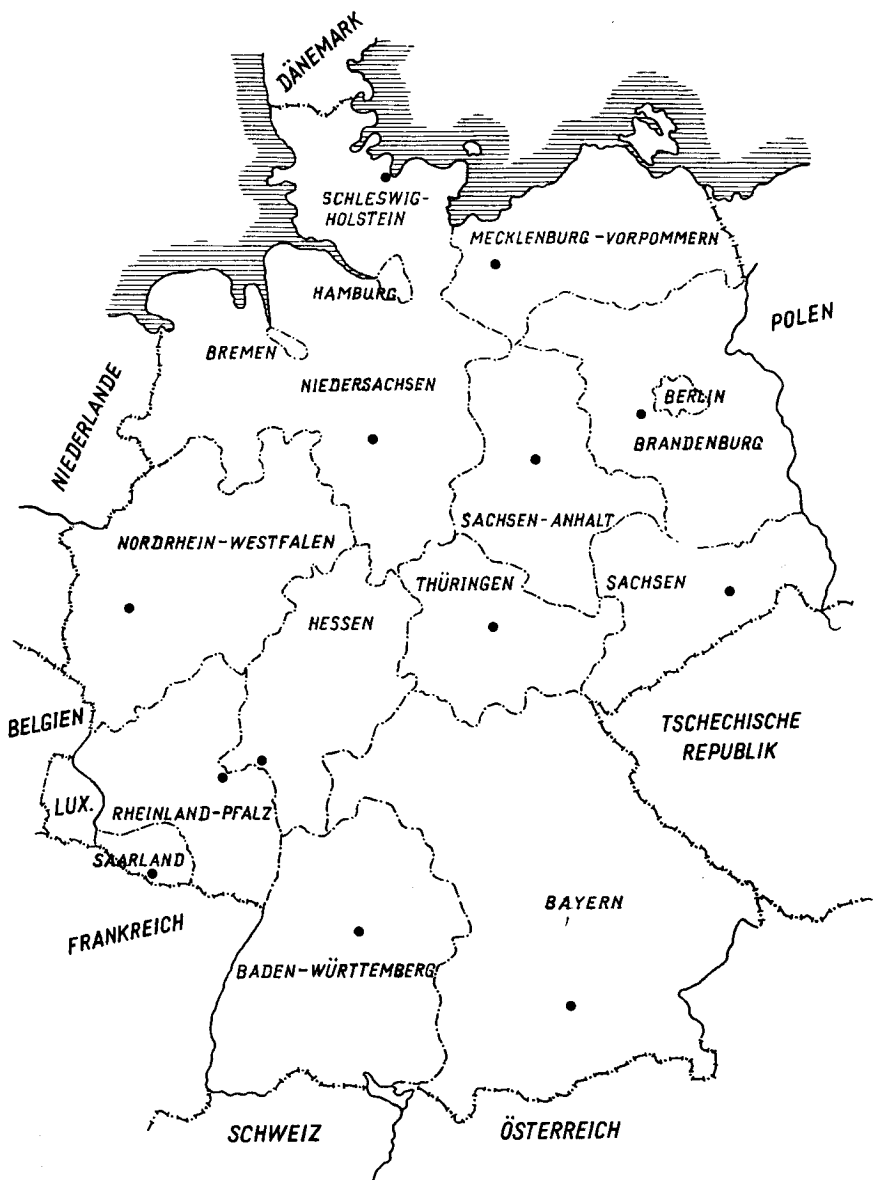 DÄNEMARK
SCHLESWIG-
HOLSTEIN
MECKLENBURG-VORPOMMERN
HAMBURG
POLEN
BREMEN
NIEDERSACHSEN
BERLIN
BRANDENBURG
NIEDERLANDE
SACHSEN-ANHALT
NORDRHEIN-WESTFALEN
THÜRINGEN
SACHSEN
HESSEN
BELGIEN
TSCHECHISCHE
REPUBLIK
LUX.
RHEINLAND-PFALZ
SAARLAND
BAYERN
FRANKREICH
BADEN-WÜRTTEMBERG
SCHWEIZ
ÖSTERREICH